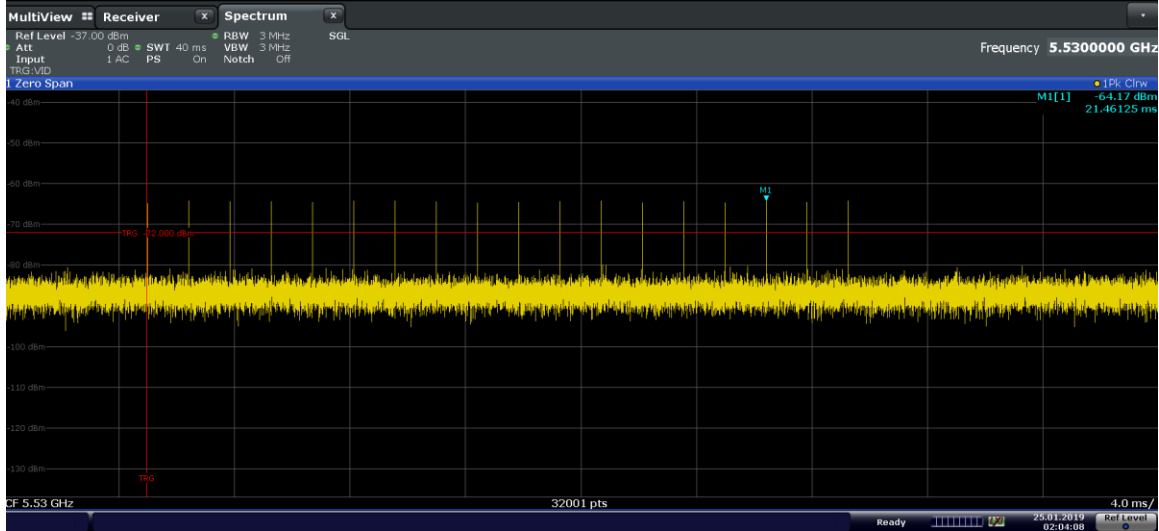 MultiView Receiver X Spectrum X
Ref Level -37.00 dBm RBW 3 MHz SGL
Att 0 dB SWT 40 ms VBW 3 MHz
Input 1 AC PS On Notch Off
TRG:VID
Frequency 5.5300000 GHz
1 Zero Span 1Pk Clrw
M1[1] -64.17 dBm
21.46125 ms
-40 dBm
-50 dBm
-60 dBm
M1
-70 dBm
TRG -72.000 dBm
-80 dBm
-100 dBm
-110 dBm
-120 dBm
-130 dBm
TRG
CF 5.53 GHz 32001 pts 4.0 ms/
Ready 25.01.2019 Ref Level
02:04:08